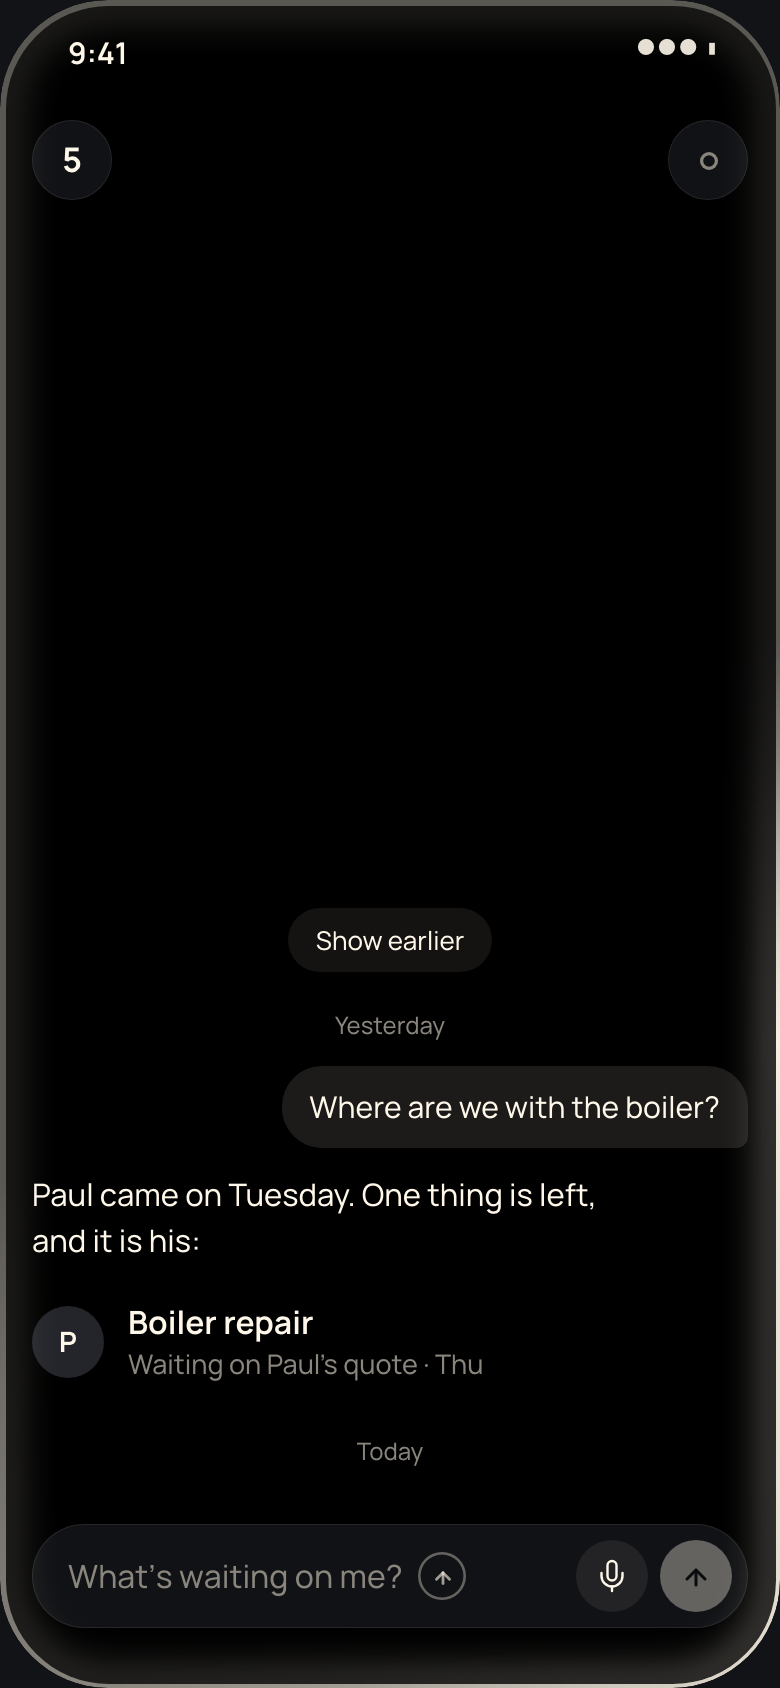 9:41
5
Show earlier
Yesterday
Where are we with the boiler?
Paul came on Tuesday. One thing is left,
and it is his:
P
Boiler repair
Waiting on Paul’s quote · Thu
Today
What’s waiting on me?